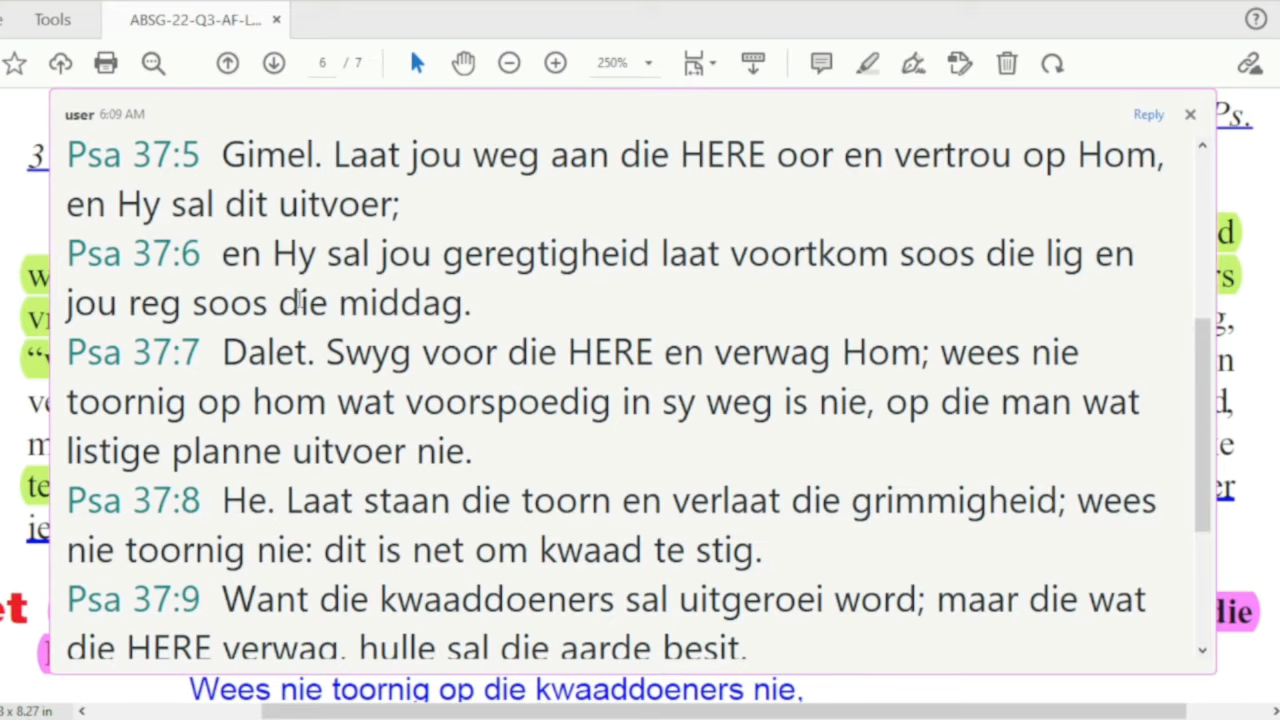 Tools
ABSG-22-Q3-AF-L...
6 / 7
250%
user 6:09 AM
Reply
Ps.
3
Psa 37:5 Gimel. Laat jou weg aan die HERE oor en vertrou op Hom,
en Hy sal dit uitvoer;
Psa 37:6 en Hy sal jou geregtigheid laat voortkom soos die lig en
jou reg soos die middag.
Psa 37:7 Dalet. Swyg voor die HERE en verwag Hom; wees nie
toornig op hom wat voorspoedig in sy weg is nie, op die man wat
listige planne uitvoer nie.
Psa 37:8 He. Laat staan die toorn en verlaat die grimmigheid; wees
nie toornig nie: dit is net om kwaad te stig.
Psa 37:9 Want die kwaaddoeners sal uitgeroei word; maar die wat
die HERE verwag, hulle sal die aarde besit.
die
Wees nie toornig op die kwaaddoeners nie,
x 8.27 in